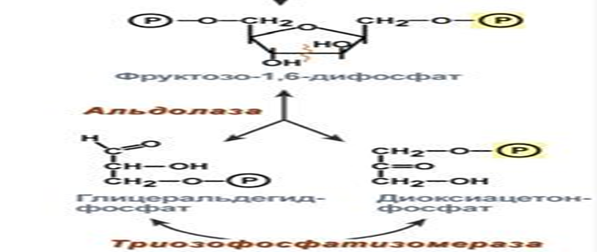 P—O—CH₂ O CH₂—O—P
HO
OH
Фруктозо-1,6-дифосфат
Альдолаза
H
C=O
CH—OH
CH₂—O—P
Глицеральдегид-
фосфат
CH₂—O—P
C=O
CH₂—OH
Диоксиацетон-
фосфат
Триозофосфатизомераза